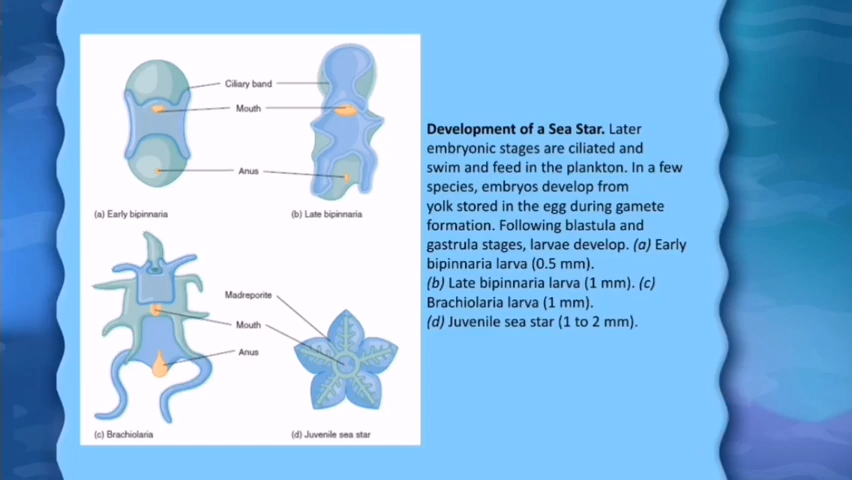 Ciliary band
Mouth
Anus
(a) Early bipinnaria
(b) Late bipinnaria
Madreporite
Mouth
Anus
(c) Brachiolaria
(d) Juvenile sea star
Development of a Sea Star. Later
embryonic stages are ciliated and
swim and feed in the plankton. In a few
species, embryos develop from
yolk stored in the egg during gamete
formation. Following blastula and
gastrula stages, larvae develop. (a) Early
bipinnaria larva (0.5 mm).
(b) Late bipinnaria larva (1 mm). (c)
Brachiolaria larva (1 mm).
(d) Juvenile sea star (1 to 2 mm).